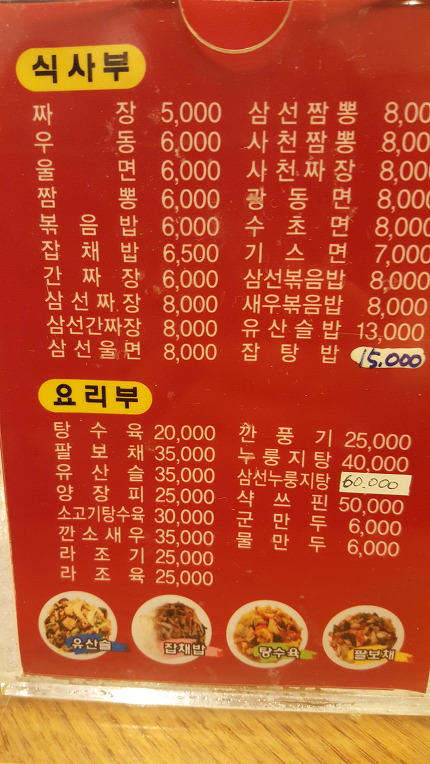 식사부
짜장 5,000
우동 6,000
울면 6,000
짬뽕 6,000
볶음밥 6,000
잡채밥 6,500
간짜장 6,000
삼선짜장 8,000
삼선간짜장 8,000
삼선울면 8,000
삼선짬뽕 8,00
사천짬뽕 8,00
사천짜장 8,00
광동면 8,000
수초면 8,000
기스면 7,000
삼선볶음밥 8,000
새우볶음밥 8,000
유산슬밥 13,000
잡탕밥 15.000
요리부
탕수육 20,000
팔보채 35,000
유산슬 35,000
양장피 25,000
소고기탕수육 30,000
깐소새우 35,000
라조기 25,000
라조육 25,000
깐풍기 25,000
누룽지탕 40,000
삼선누룽지탕 60.000
샥쓰핀 50,000
군만두 6,000
물만두 6,000
유산슬
잡채밥
탕수육
팔보채